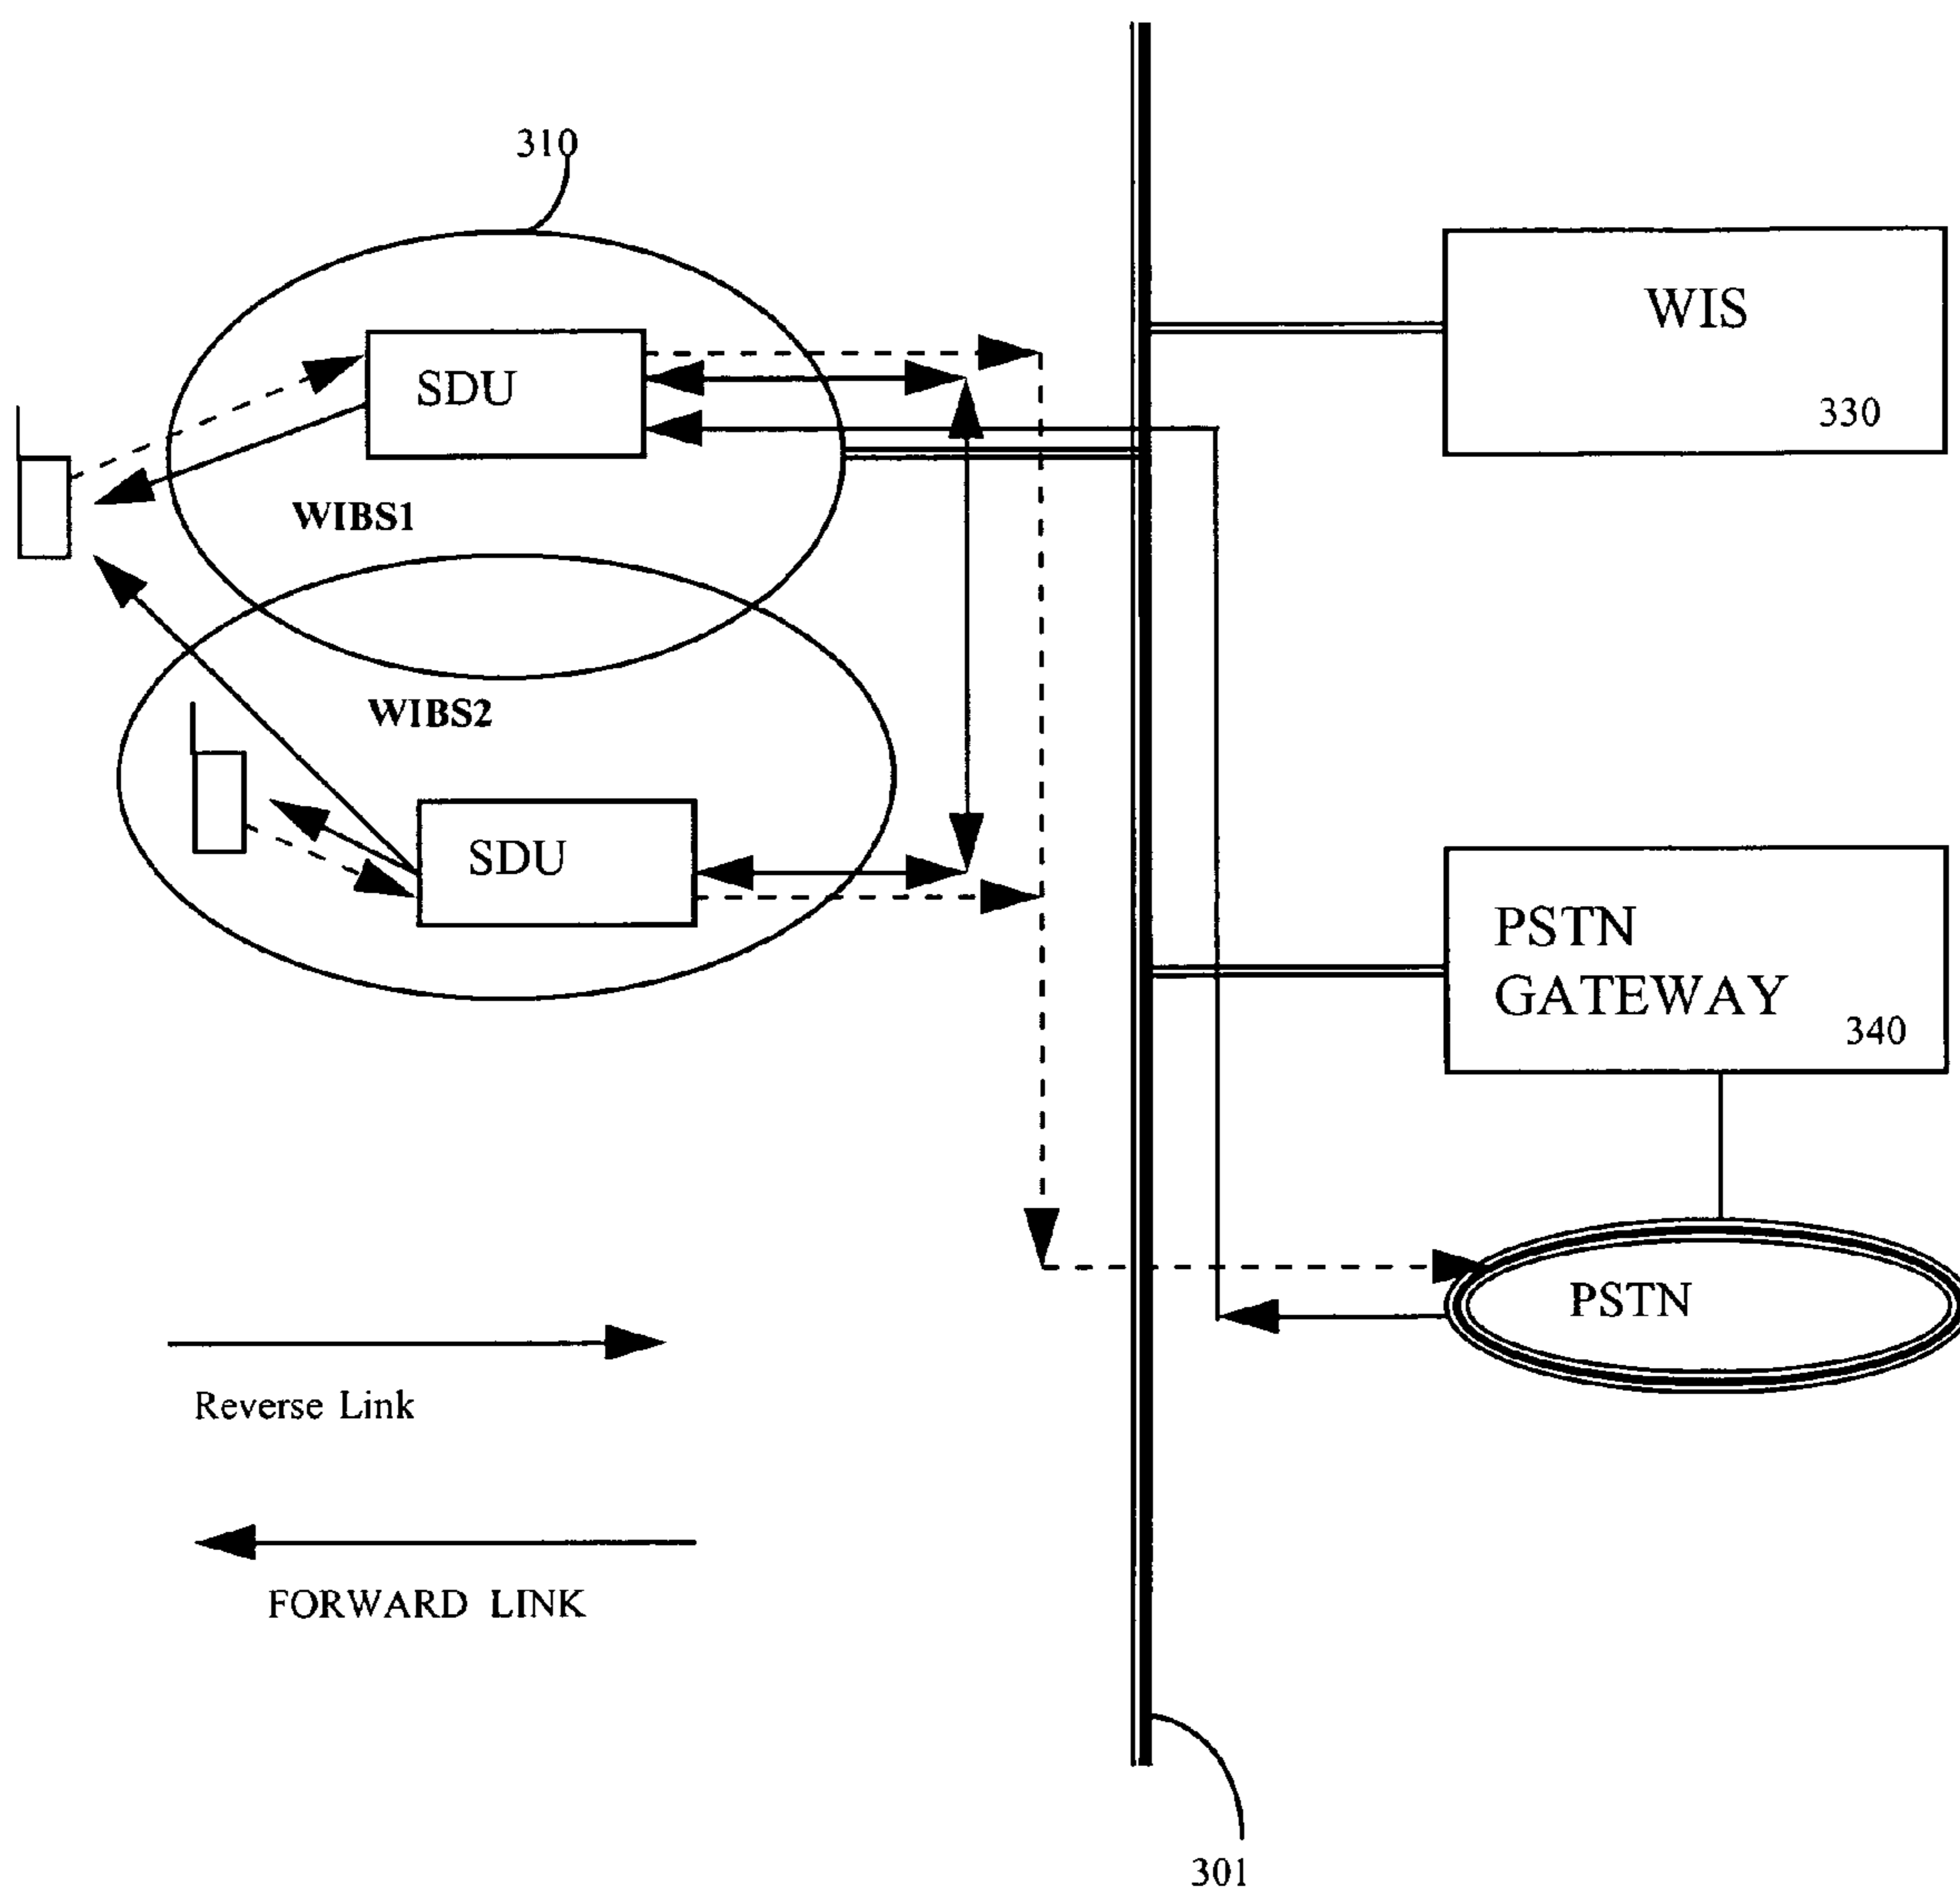 310
WIS
330
SDU
WIBS1
WIBS2
SDU
PSTN
GATEWAY
340
PSTN
Reverse Link
FORWARD LINK
301